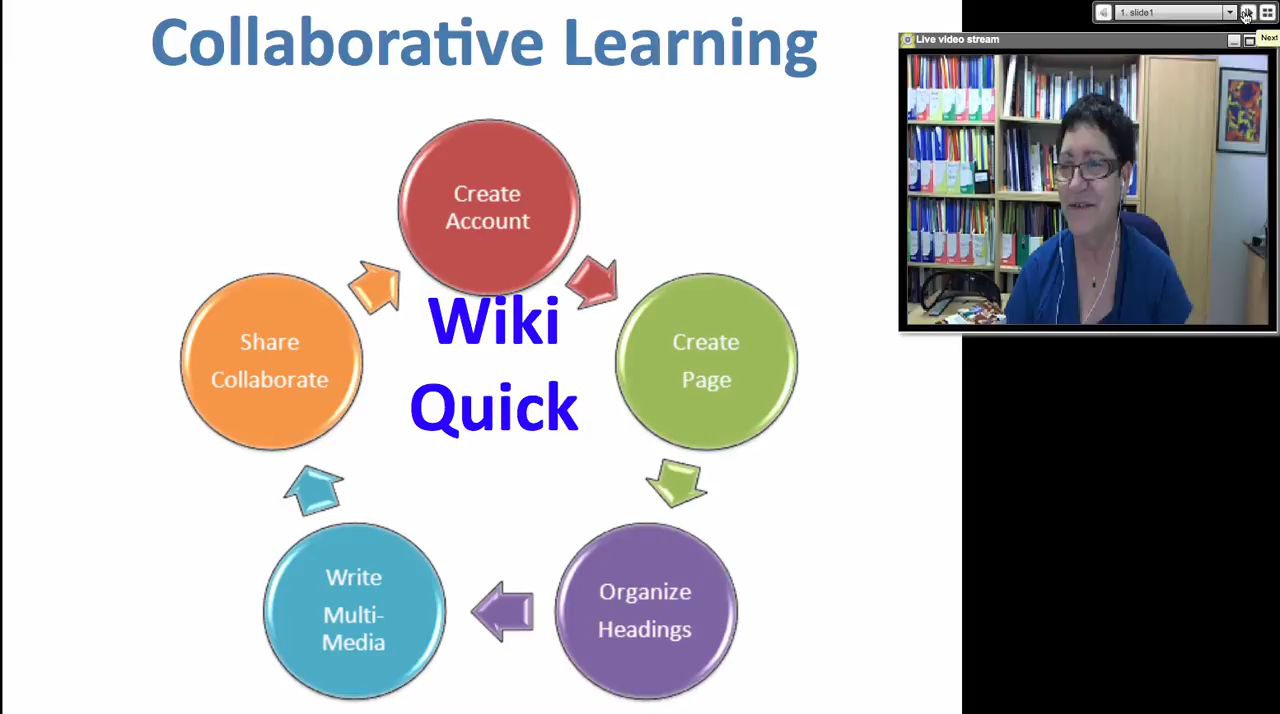 Collaborative Learning
1. slide1
Live video stream
Next
Create
Account
Wiki
Quick
Share
Collaborate
Create
Page
Write
Multi-
Media
Organize
Headings